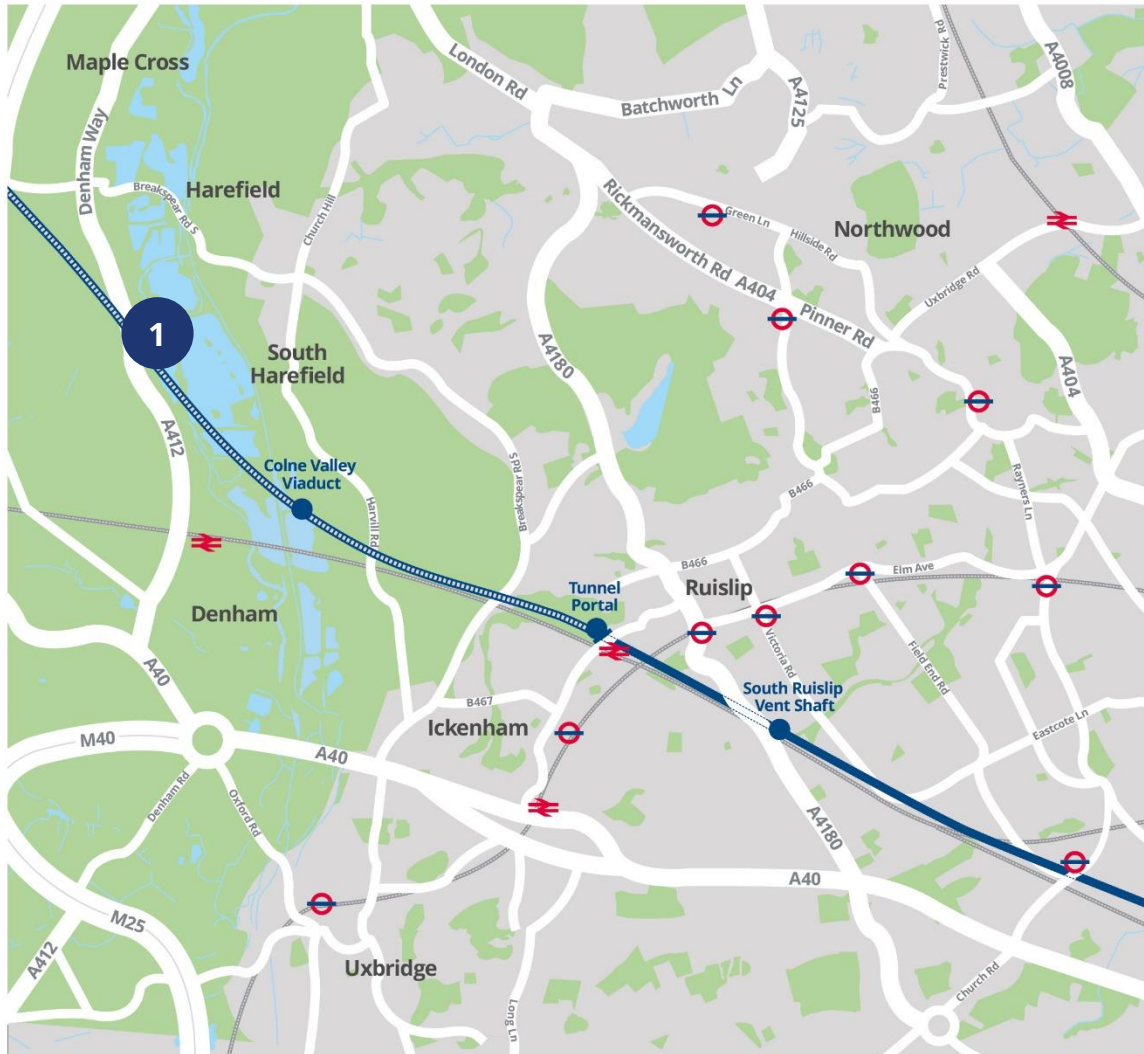 Maple Cross
London Rd
Batchworth Ln
A4125
Prestwick Rd
A4008
Denham Way
Harefield
Breakspear Rd S
Church Hill
Rickmansworth Rd A404
Green Ln
Hillside Rd
Northwood
Uxbridge Rd
Pinner Rd
1
South
Harefield
A4180
A404
B466
A412
Colne Valley
Viaduct
Harvill Rd
Breakspear Rd S
B466
Rayners Ln
B466
Elm Ave
Ruislip
Tunnel
Portal
Denham
Victoria Rd
Field End Rd
A40
South Ruislip
Vent Shaft
B467
Ickenham
Eastcote Ln
M40
A40
Denham Rd
Oxford Rd
A4180
A40
M25
A412
Uxbridge
Church Rd
Long Ln